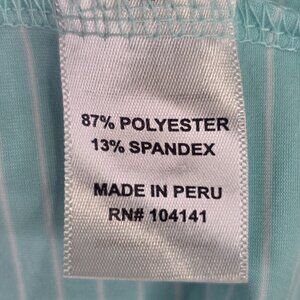 87% POLYESTER
13% SPANDEX
MADE IN PERU
RN# 104141